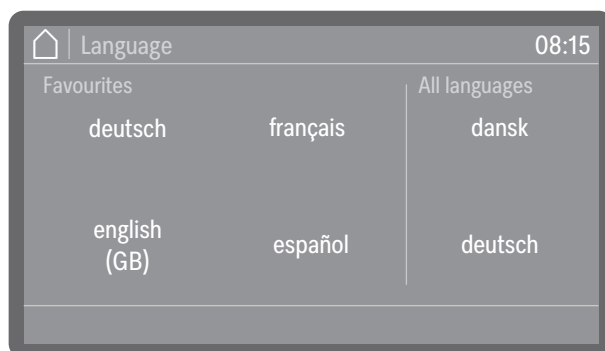 Language 08:15
Favourites All languages
deutsch français dansk
english
(GB) español deutsch